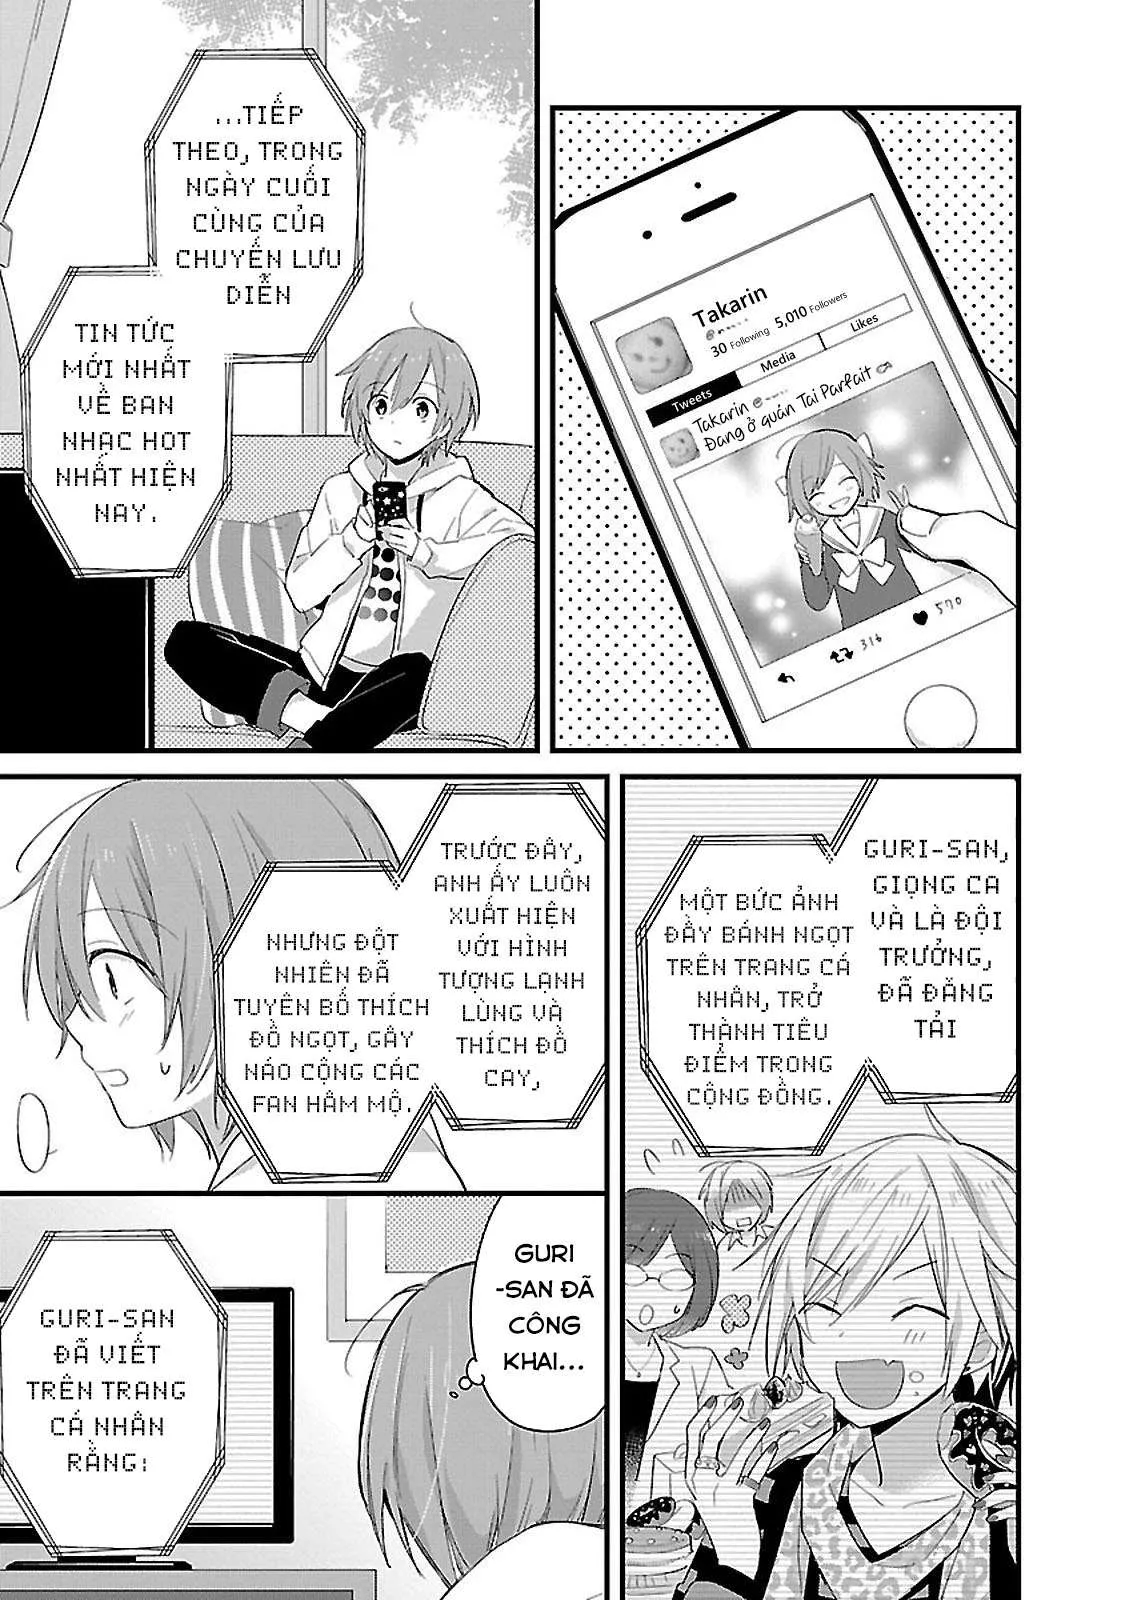 Takarin
30 Following 5,010 Followers
Tweets
Media
Likes
Takarin
Đang ở quán Tai Parfait
316
570
...TIẾP
THEO, TRONG
NGÀY CUỐI
CÙNG CỦA
CHUYẾN LƯU
DIỄN
TIN TỨC
MỚI NHẤT
VỀ BAN
NHẠC HOT
NHẤT HIỆN
NAY.
GURI-SAN,
GIỌNG CA
VÀ LÀ ĐỘI
TRƯỞNG,
ĐÃ ĐĂNG
TẢI
MỘT BỨC ẢNH
ĐẦY BÁNH NGỌT
TRÊN TRANG CÁ
NHÂN, TRỞ
THÀNH TIÊU
ĐIỂM TRONG
CỘNG ĐỒNG.
TRƯỚC ĐÂY,
ANH ẤY LUÔN
XUẤT HIỆN
VỚI HÌNH
TƯỢNG LẠNH
LÙNG VÀ
THÍCH ĐỒ
CAY,
NHƯNG ĐỘT
NHIÊN ĐÃ
TUYÊN BỐ THÍCH
ĐỒ NGỌT, GÂY
NÁO CỘNG CÁC
FAN HÂM MỘ.
GURI
-SAN ĐÃ
CÔNG
KHAI...
GURI-SAN
ĐÃ VIẾT
TRÊN TRANG
CÁ NHÂN
RẰNG: